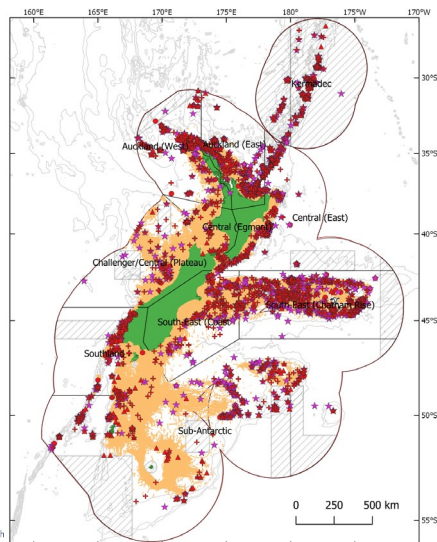 160°E 165°E 170°E 175°E 180°E 175°W 170°W
30°S
Kermadec
35°S
Auckland (West) Auckland (East)
Central (East)
40°S
Central (Egmont)
Challenger/Central (Plateau)
South-East (Chatham Rise)
South-East (Coast)
45°S
Southland
50°S
Sub-Antarctic
0 250 500 km
55°S